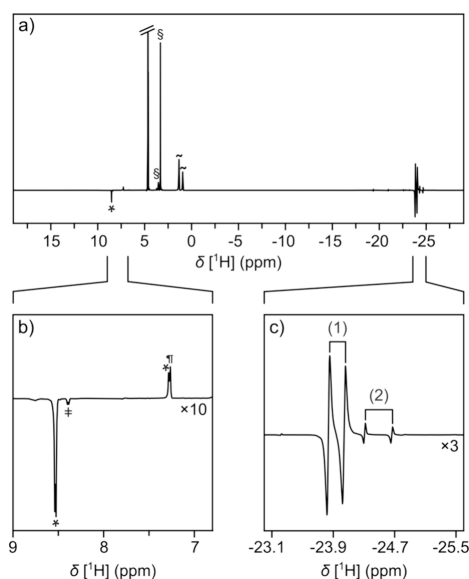 a)
§
§
~
~
*
15 10 5 0 -5 -10 -15 -20 -25
δ [¹H] (ppm)
b)
*
¶
×10
ǂ
*
9 8 7
δ [¹H] (ppm)
c)
(1)
(2)
×3
-23.1 -23.9 -24.7 -25.5
δ [¹H] (ppm)